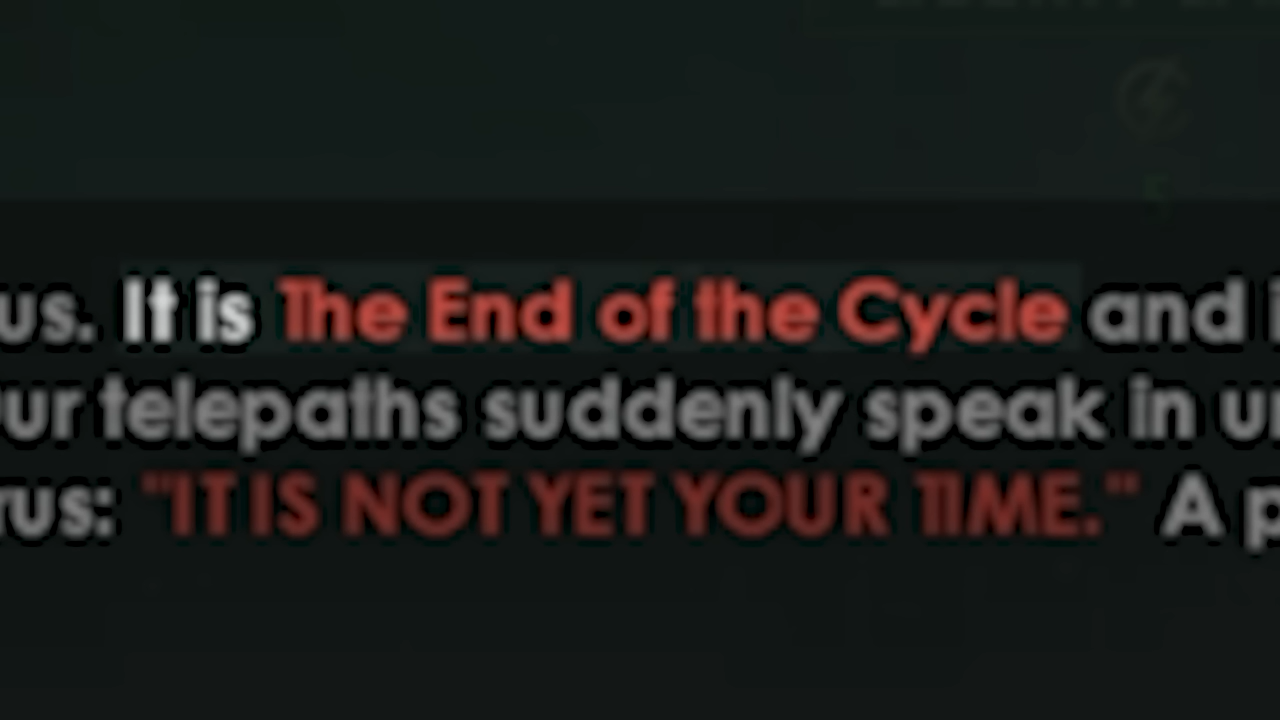 us. It is The End of the Cycle and
ur telepaths suddenly speak in
rus: "IT IS NOT YET YOUR TIME." A